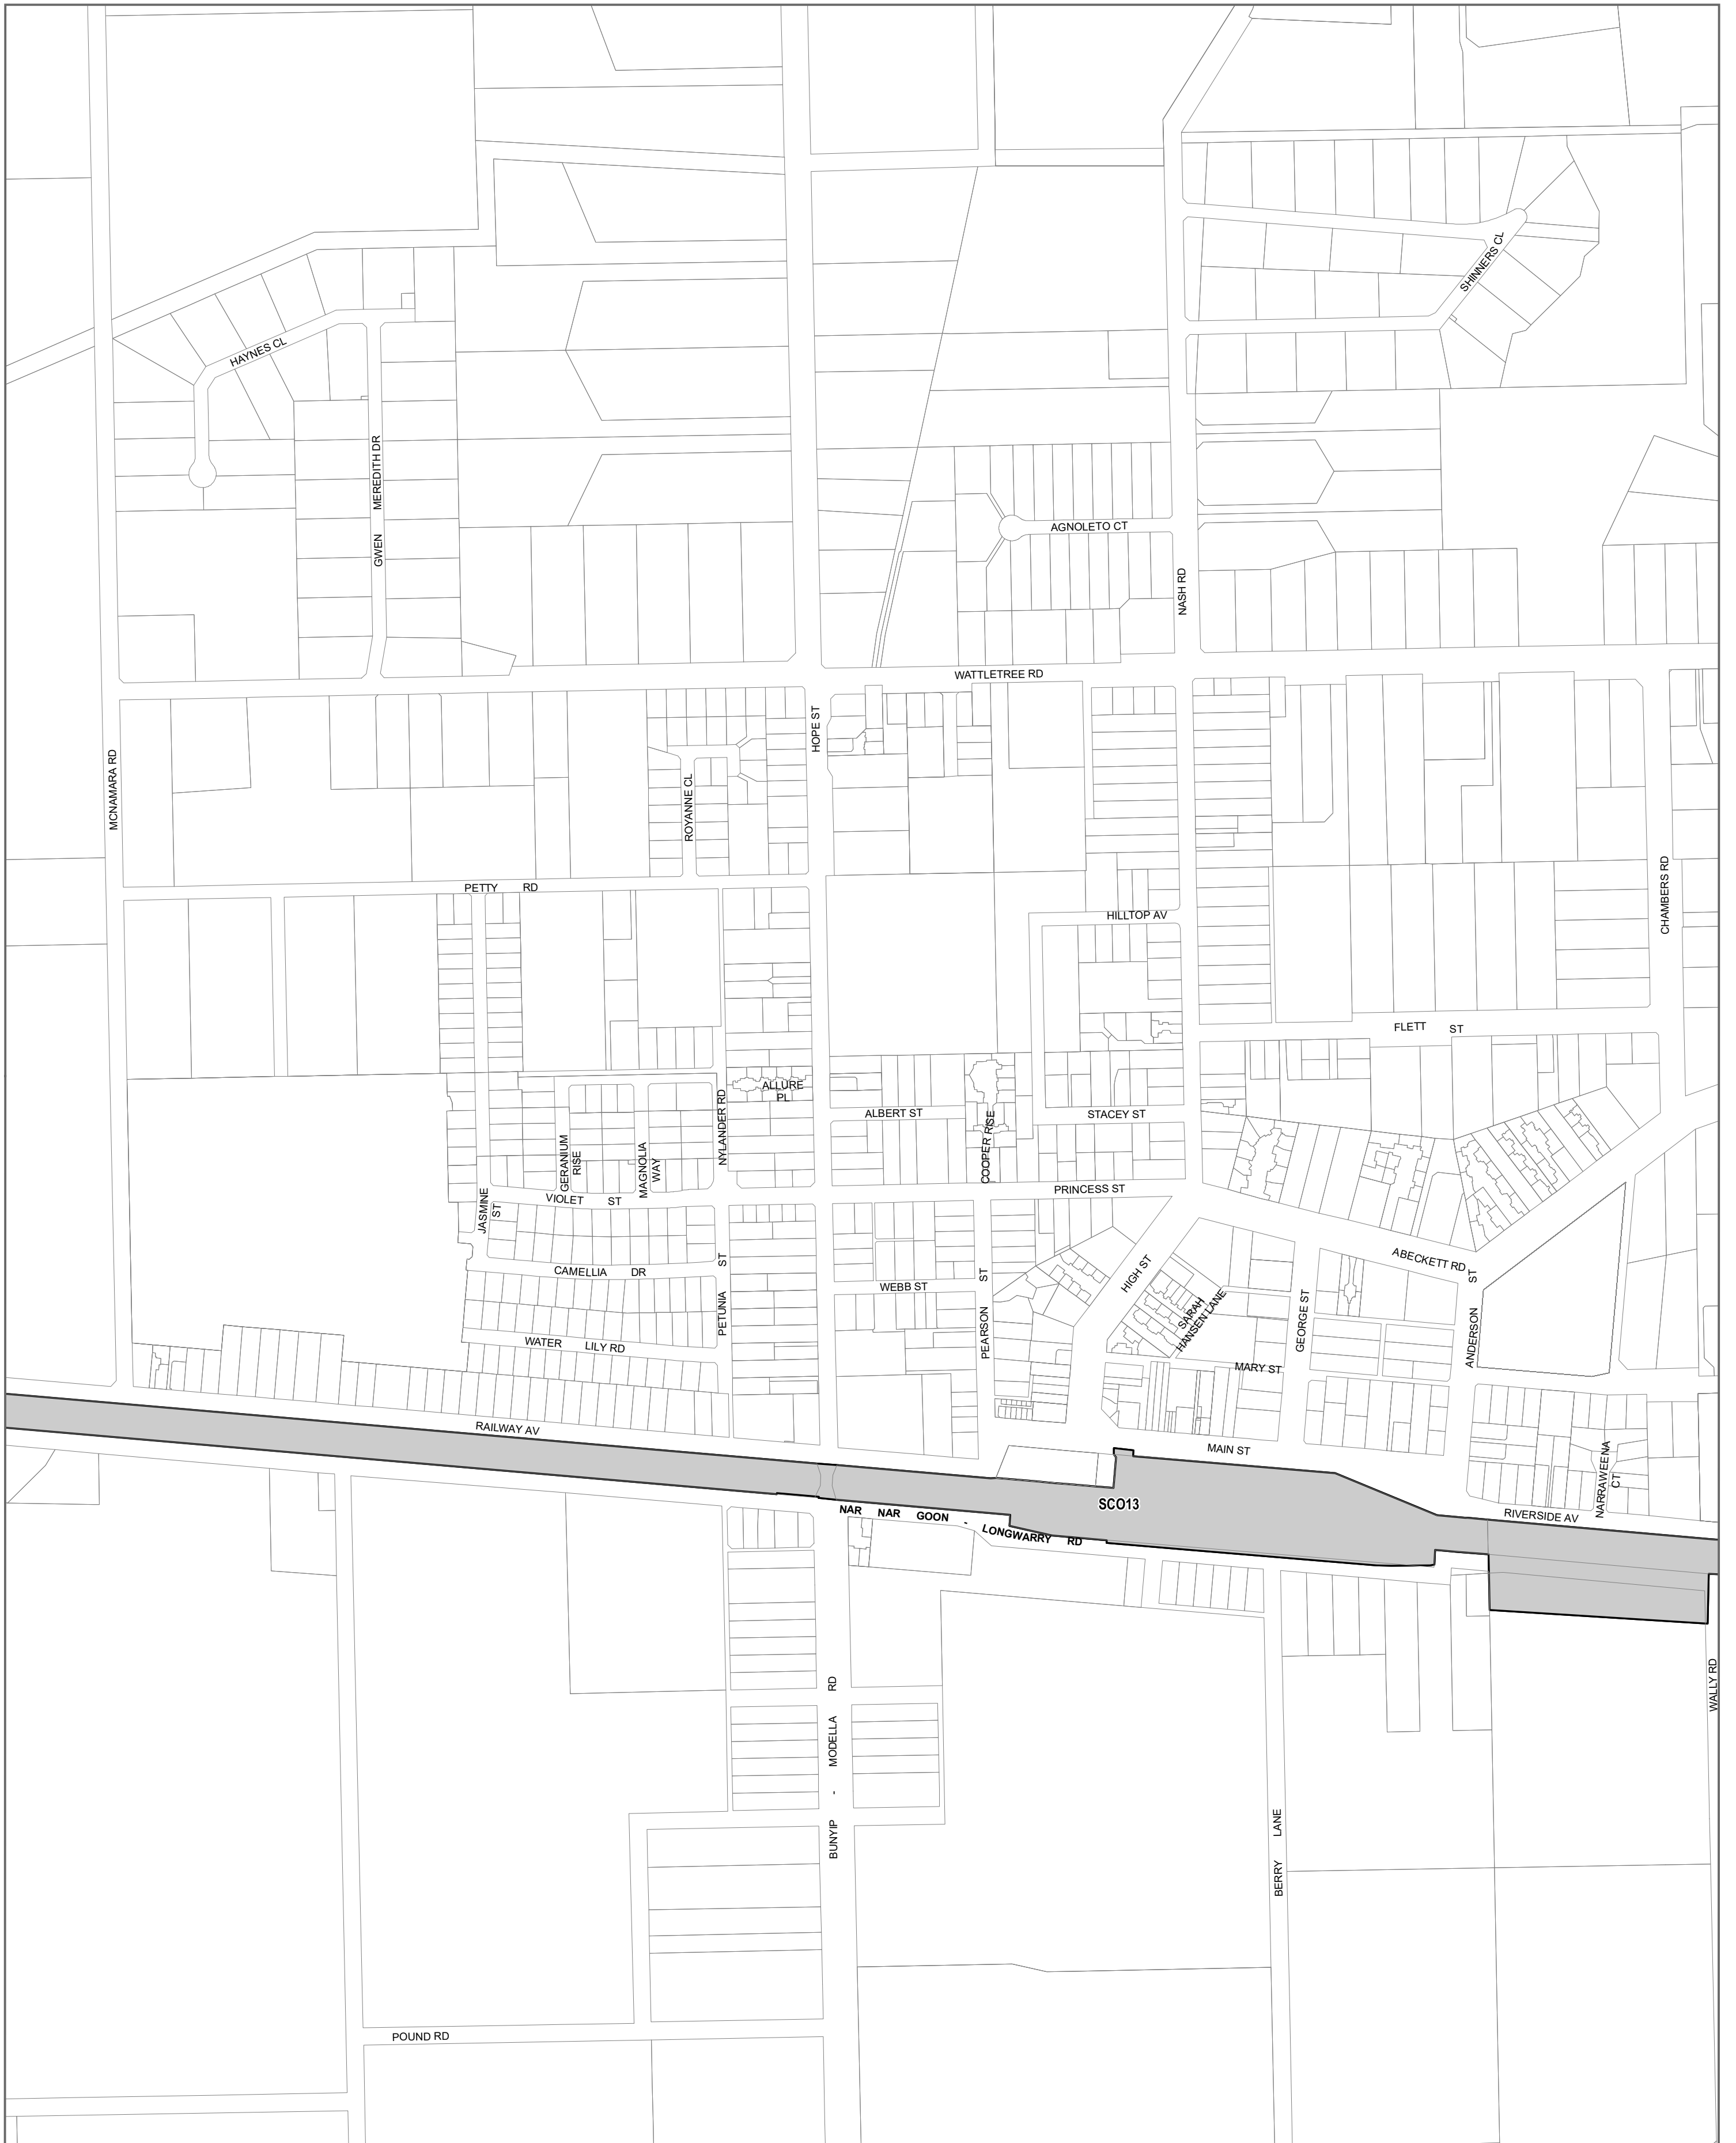 SHINNERS CL
HAYNES CL
GWEN MEREDITH DR
AGNOLETO CT
NASH RD
WATTLETREE RD
HOPE ST
MCNAMARA RD
ROYANNE CL
CHAMBERS RD
PETTY RD
HILLTOP AV
FLETT ST
ALLURE
PL
NYLANDER RD
ALBERT ST
STACEY ST
COOPER RISE
GERANIUM
RISE
MAGNOLIA
WAY
PRINCESS ST
VIOLET ST
JASMINE
ST
CAMELLIA DR
PETUNIA ST
WEBB ST
PEARSON ST
HIGH ST
SARAH
HANSEN LANE
GEORGE ST
ABECKETT RD
ANDERSON ST
WATER LILY RD
MARY ST
RAILWAY AV
MAIN ST
NARRAWEENA
CT
SCO13
RIVERSIDE AV
NAR NAR GOON - LONGWARRY RD
WALLY RD
BUNYIP - MODELLA RD
BERRY LANE
POUND RD